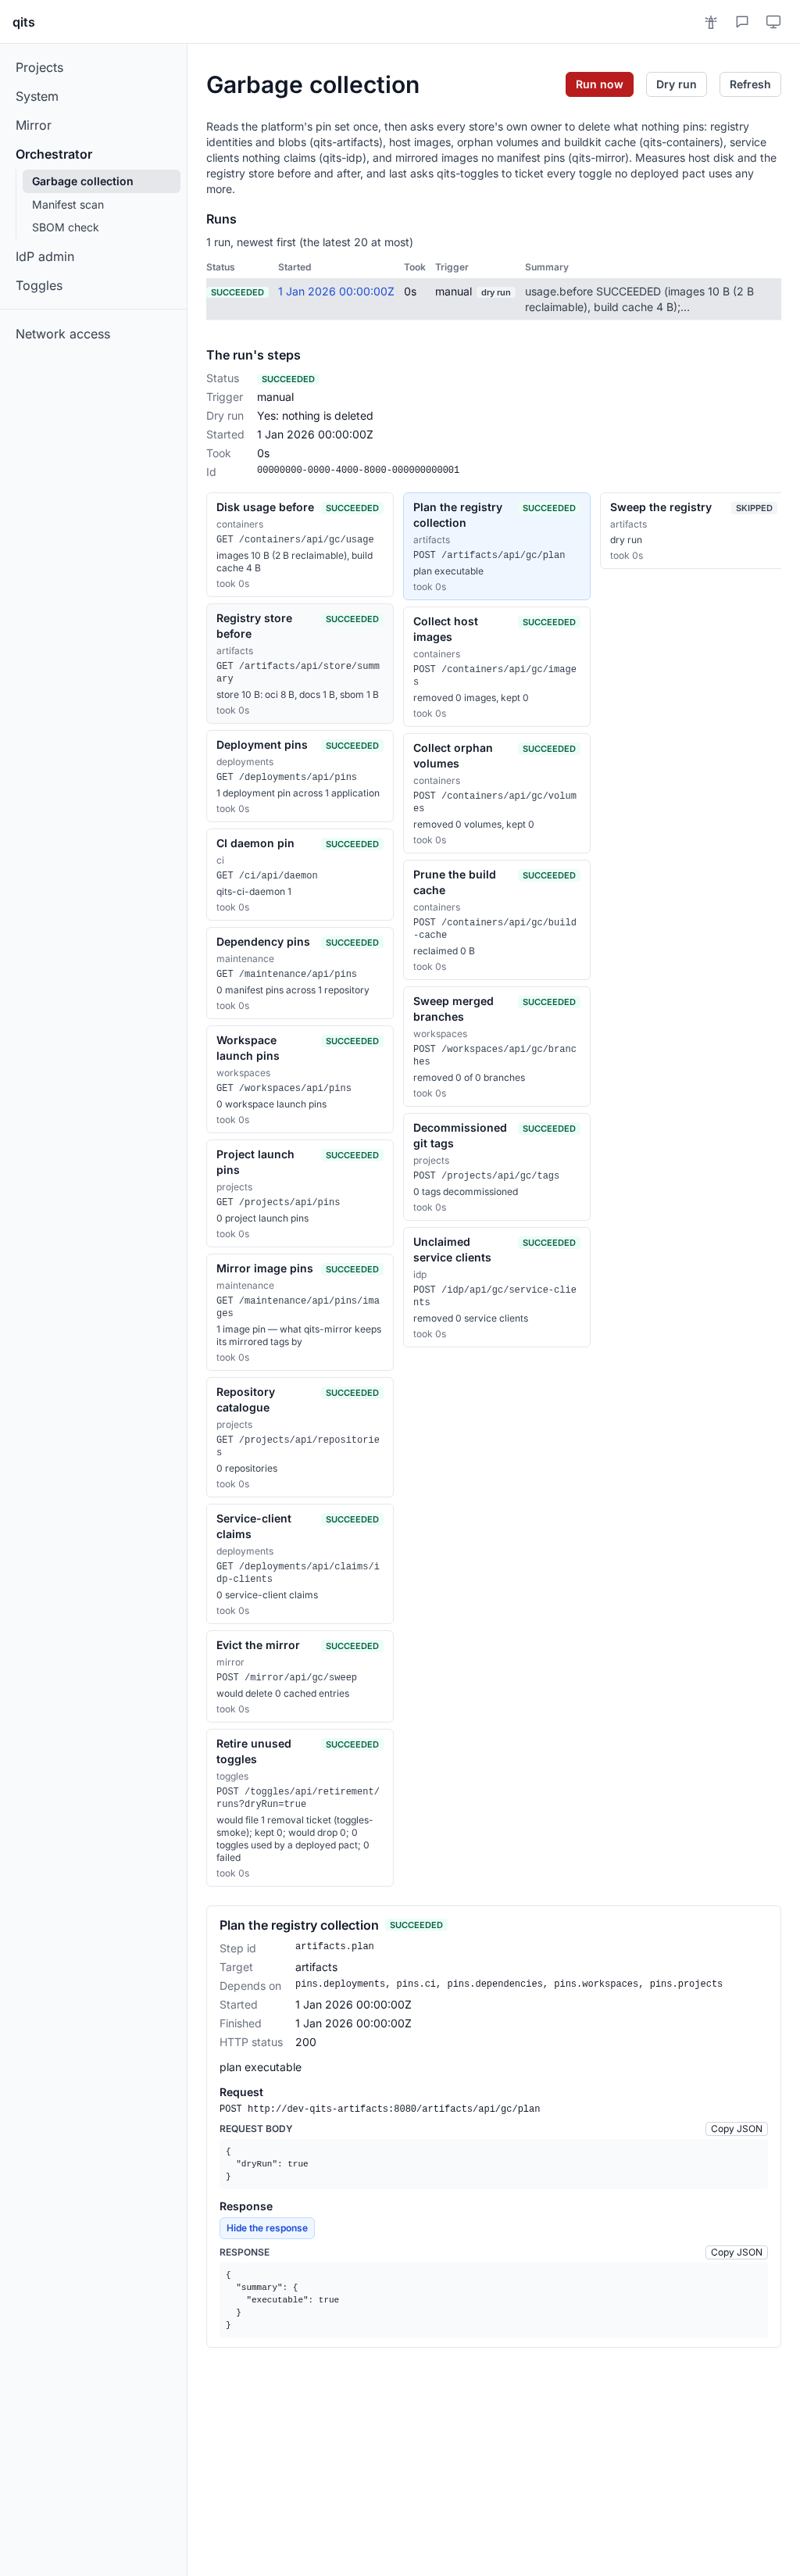 qits
Projects
System
Mirror
Orchestrator
Garbage collection
Manifest scan
SBOM check
IdP admin
Toggles
Network access
Garbage collection
Run now
Dry run
Refresh
Reads the platform's pin set once, then asks every store's own owner to delete what nothing pins: registry
identities and blobs (qits-artifacts), host images, orphan volumes and buildkit cache (qits-containers), service
clients nothing claims (qits-idp), and mirrored images no manifest pins (qits-mirror). Measures host disk and the
registry store before and after, and last asks qits-toggles to ticket every toggle no deployed pact uses any
more.
Runs
1 run, newest first (the latest 20 at most)
Status Started Took Trigger Summary
SUCCEEDED 1 Jan 2026 00:00:00Z 0s manual dry run usage.before SUCCEEDED (images 10 B (2 B
reclaimable), build cache 4 B);...
The run's steps
Status SUCCEEDED
Trigger manual
Dry run Yes: nothing is deleted
Started 1 Jan 2026 00:00:00Z
Took 0s
Id 00000000-0000-4000-8000-000000000001
Disk usage before SUCCEEDED
containers
GET /containers/api/gc/usage
images 10 B (2 B reclaimable), build
cache 4 B
took 0s
Registry store
before
SUCCEEDED
artifacts
GET /artifacts/api/store/summ
ary
store 10 B: oci 8 B, docs 1 B, sbom 1 B
took 0s
Deployment pins SUCCEEDED
deployments
GET /deployments/api/pins
1 deployment pin across 1 application
took 0s
CI daemon pin SUCCEEDED
ci
GET /ci/api/daemon
qits-ci-daemon 1
took 0s
Dependency pins SUCCEEDED
maintenance
GET /maintenance/api/pins
0 manifest pins across 1 repository
took 0s
Workspace
launch pins
SUCCEEDED
workspaces
GET /workspaces/api/pins
0 workspace launch pins
took 0s
Project launch
pins
SUCCEEDED
projects
GET /projects/api/pins
0 project launch pins
took 0s
Mirror image pins SUCCEEDED
maintenance
GET /maintenance/api/pins/ima
ges
1 image pin — what qits-mirror keeps
its mirrored tags by
took 0s
Repository
catalogue
SUCCEEDED
projects
GET /projects/api/repositorie
s
0 repositories
took 0s
Service-client
claims
SUCCEEDED
deployments
GET /deployments/api/claims/i
dp-clients
0 service-client claims
took 0s
Evict the mirror SUCCEEDED
mirror
POST /mirror/api/gc/sweep
would delete 0 cached entries
took 0s
Retire unused
toggles
SUCCEEDED
toggles
POST /toggles/api/retirement/
runs?dryRun=true
would file 1 removal ticket (toggles-
smoke); kept 0; would drop 0; 0
toggles used by a deployed pact; 0
failed
took 0s
Plan the registry
collection
SUCCEEDED
artifacts
POST /artifacts/api/gc/plan
plan executable
took 0s
Collect host
images
SUCCEEDED
containers
POST /containers/api/gc/image
s
removed 0 images, kept 0
took 0s
Collect orphan
volumes
SUCCEEDED
containers
POST /containers/api/gc/volum
es
removed 0 volumes, kept 0
took 0s
Prune the build
cache
SUCCEEDED
containers
POST /containers/api/gc/build
-cache
reclaimed 0 B
took 0s
Sweep merged
branches
SUCCEEDED
workspaces
POST /workspaces/api/gc/branc
hes
removed 0 of 0 branches
took 0s
Decommissioned
git tags
SUCCEEDED
projects
POST /projects/api/gc/tags
0 tags decommissioned
took 0s
Unclaimed
service clients
SUCCEEDED
idp
POST /idp/api/gc/service-clie
nts
removed 0 service clients
took 0s
Sweep the registry SKIPPED
artifacts
dry run
took 0s
Plan the registry collection SUCCEEDED
Step id artifacts.plan
Target artifacts
Depends on pins.deployments, pins.ci, pins.dependencies, pins.workspaces, pins.projects
Started 1 Jan 2026 00:00:00Z
Finished 1 Jan 2026 00:00:00Z
HTTP status 200
plan executable
Request
POST http://dev-qits-artifacts:8080/artifacts/api/gc/plan
REQUEST BODY Copy JSON
{
"dryRun": true
}
Response
Hide the response
RESPONSE Copy JSON
{
"summary": {
"executable": true
}
}